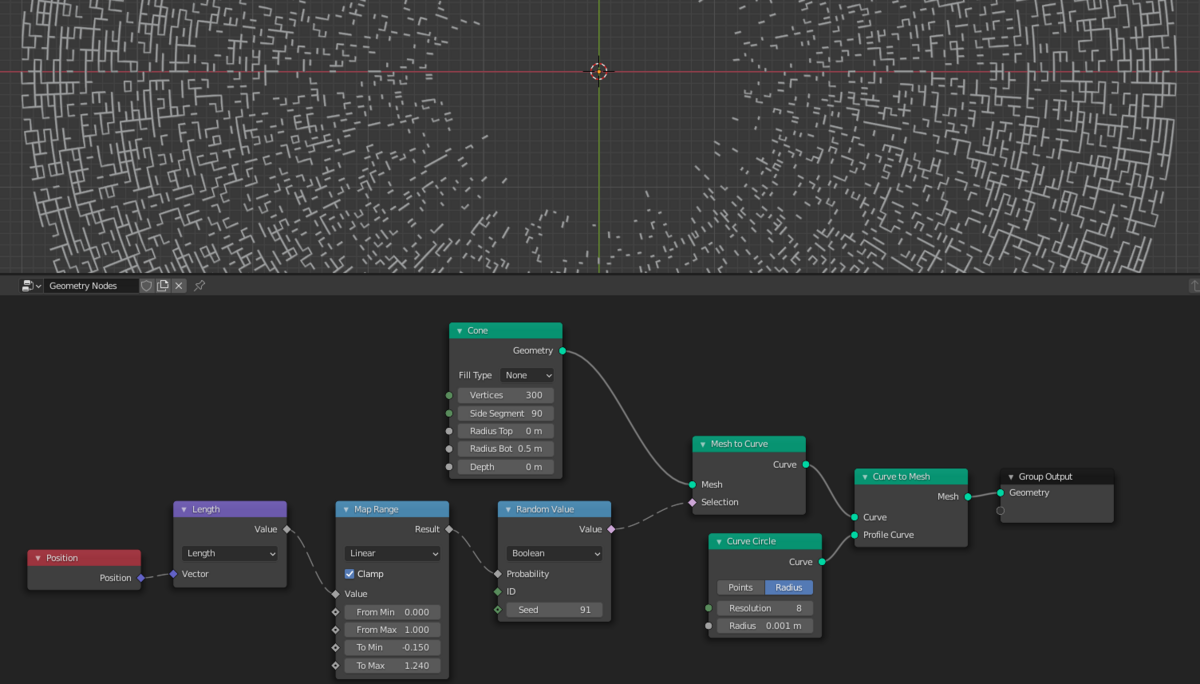 Geometry Nodes
Cone
Geometry
Fill Type None
Vertices 300
Side Segment 90
Radius Top 0 m
Radius Bot 0.5 m
Depth 0 m
Position
Position
Length
Value
Length
Vector
Map Range
Result
Linear
Clamp
Value
From Min 0.000
From Max 1.000
To Min -0.150
To Max 1.240
Random Value
Value
Boolean
Probability
ID
Seed 91
Mesh to Curve
Curve
Mesh
Selection
Curve Circle
Curve
Points Radius
Resolution 8
Radius 0.001 m
Curve to Mesh
Mesh
Curve
Profile Curve
Group Output
Geometry